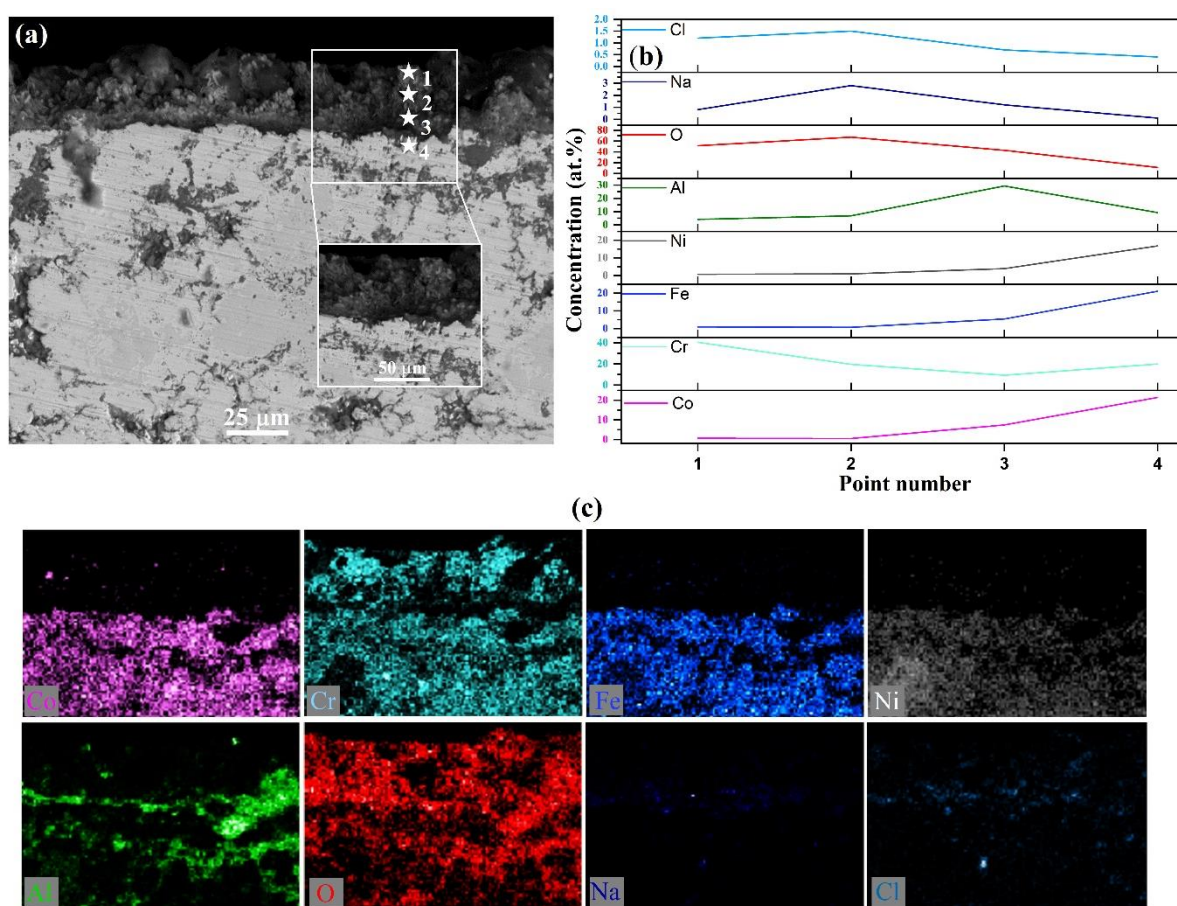 (a)
1
2
3
4
50 μm
25 μm
(b)
Concentration (at.%)
2.0
1.5
1.0
0.5
0.0
Cl
3
2
1
0
Na
80
60
40
20
0
O
30
20
10
0
Al
20
10
0
Ni
20
10
0
Fe
40
20
0
Cr
20
10
0
Co
1 2 3 4
Point number
(c)
Co Cr Fe Ni
Al O Na Cl